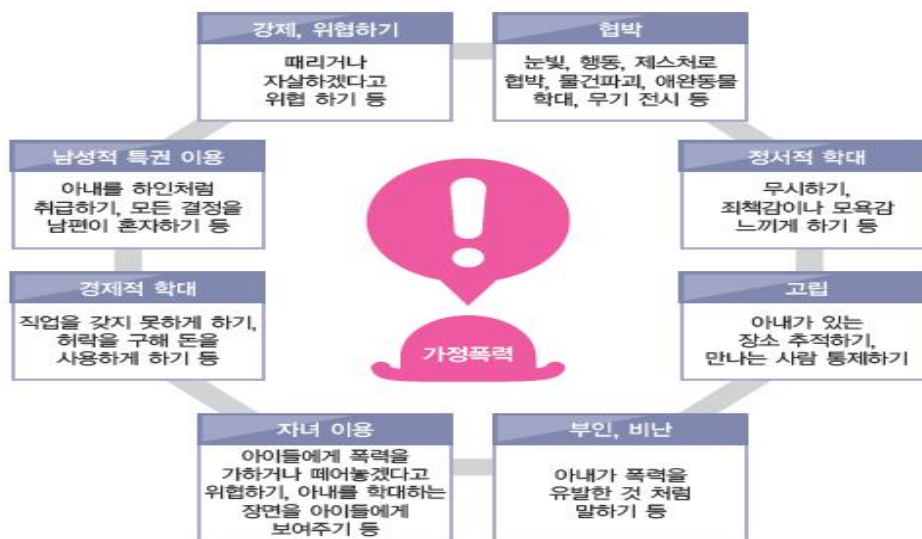 강제, 위협하기
때리거나
자살하겠다고
위협 하기 등
협박
눈빛, 행동, 제스처로
협박, 물건파괴, 애완동물
학대, 무기 전시 등
남성적 특권 이용
아내를 하인처럼
취급하기, 모든 결정을
남편이 혼자하기 등
정서적 학대
무시하기,
죄책감이나 모욕감
느끼게 하기 등
경제적 학대
직업을 갖지 못하게 하기,
허락을 구해 돈을
사용하게 하기 등
고립
아내가 있는
장소 추적하기,
만나는 사람 통제하기
가정폭력
자녀 이용
아이들에게 폭력을
가하거나 떼어놓겠다고
위협하기, 아내를 학대하는
장면을 아이들에게
보여주기 등
부인, 비난
아내가 폭력을
유발한 것 처럼
말하기 등